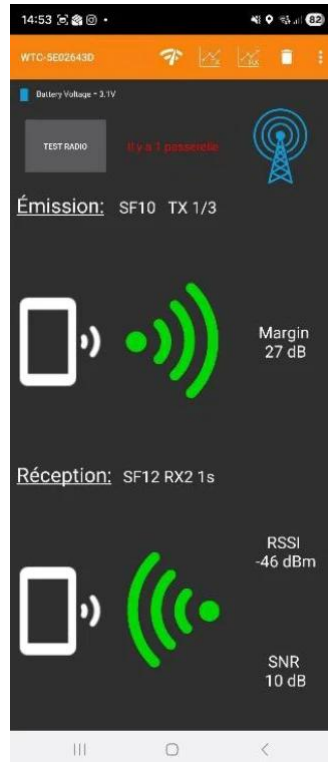 14:53
82
WTC-5E02643D
Battery Voltage = 3.1V
TEST RADIO
Il y a 1 passerelle
Émission: SF10 TX 1/3
Margin
27 dB
Réception: SF12 RX2 1s
RSSI
-46 dBm
SNR
10 dB